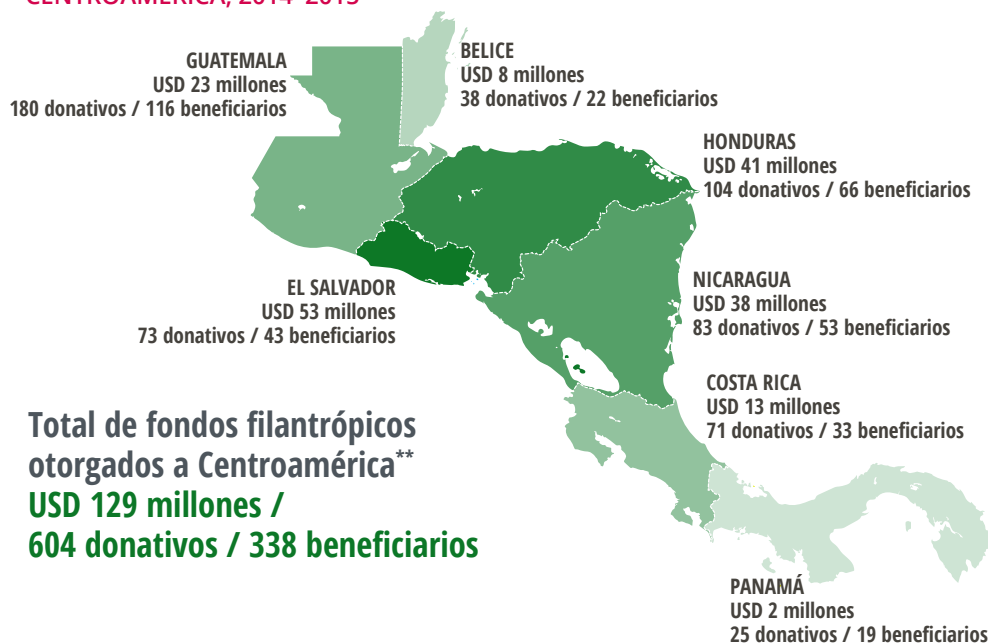 CENTROAMÉRICA, 2014–2015
GUATEMALA
USD 23 millones
180 donativos / 116 beneficiarios
BELICE
USD 8 millones
38 donativos / 22 beneficiarios
HONDURAS
USD 41 millones
104 donativos / 66 beneficiarios
EL SALVADOR
USD 53 millones
73 donativos / 43 beneficiarios
NICARAGUA
USD 38 millones
83 donativos / 53 beneficiarios
COSTA RICA
USD 13 millones
71 donativos / 33 beneficiarios
Total de fondos filantrópicos
otorgados a Centroamérica**
USD 129 millones /
604 donativos / 338 beneficiarios
PANAMÁ
USD 2 millones
25 donativos / 19 beneficiarios